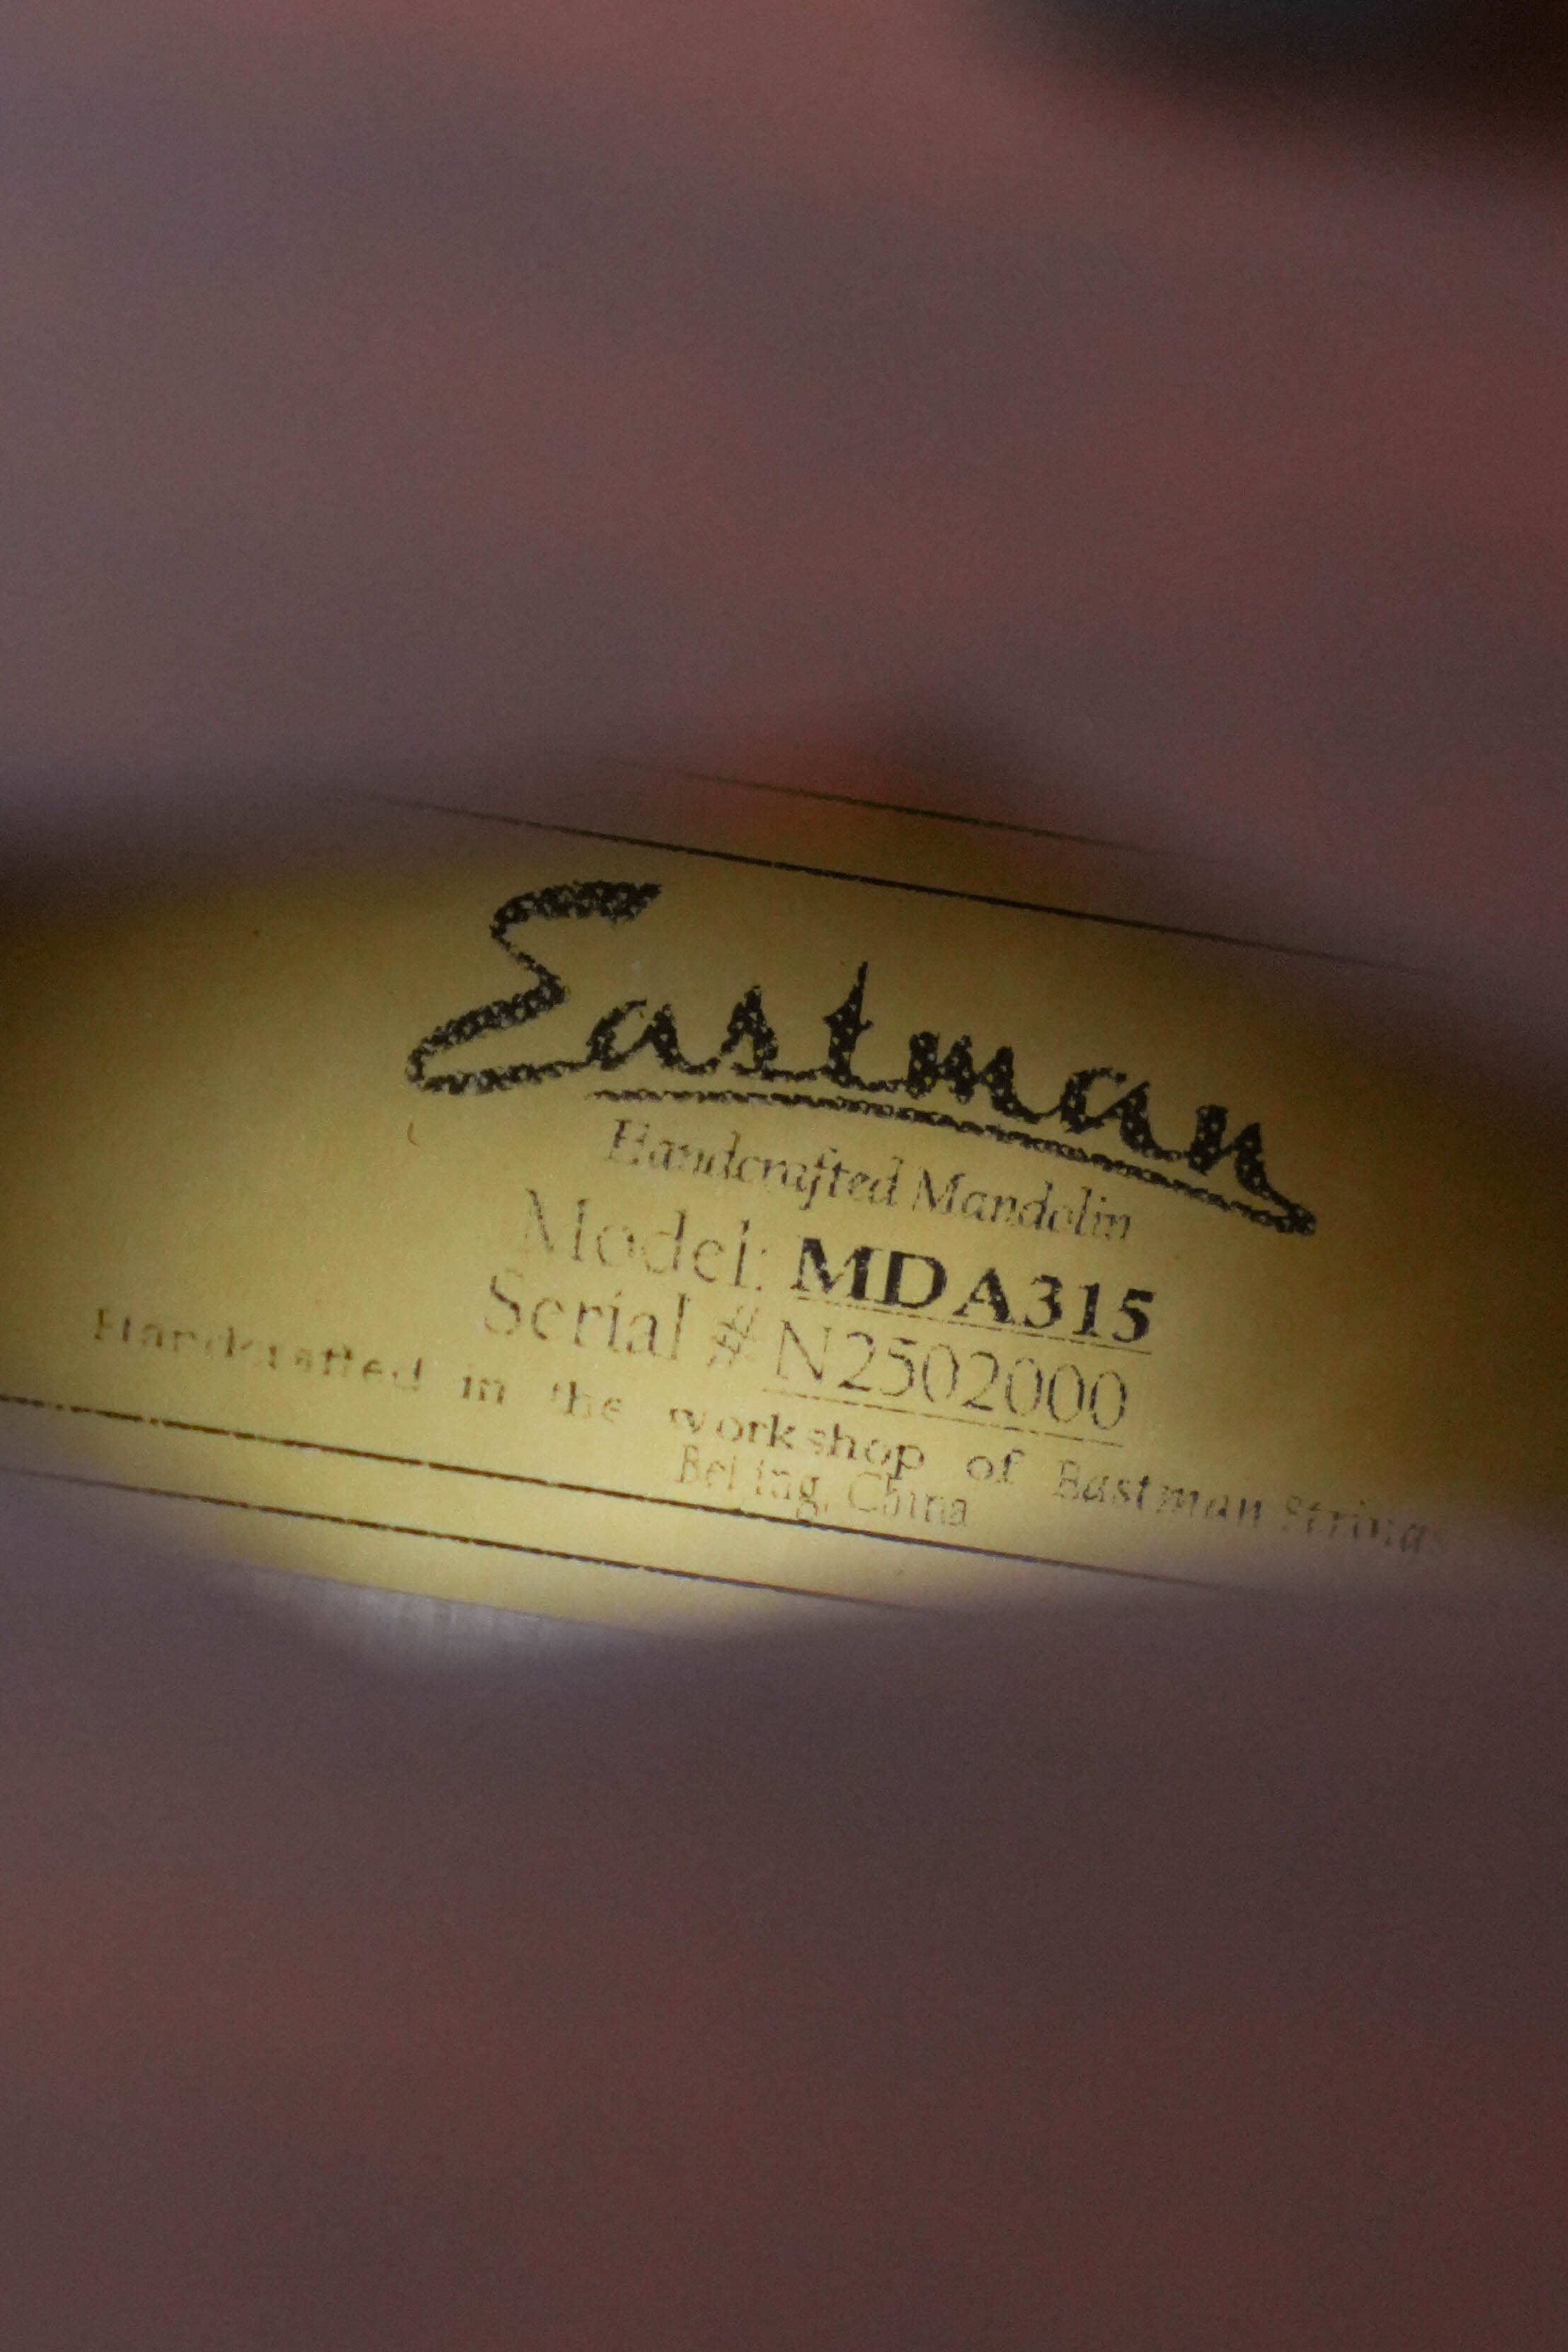 Eastman
Handcrafted Mandolin
Model: MDA315
Serial # N2502000
Handcrafted in the workshop of Eastman Strings
Beijing, China